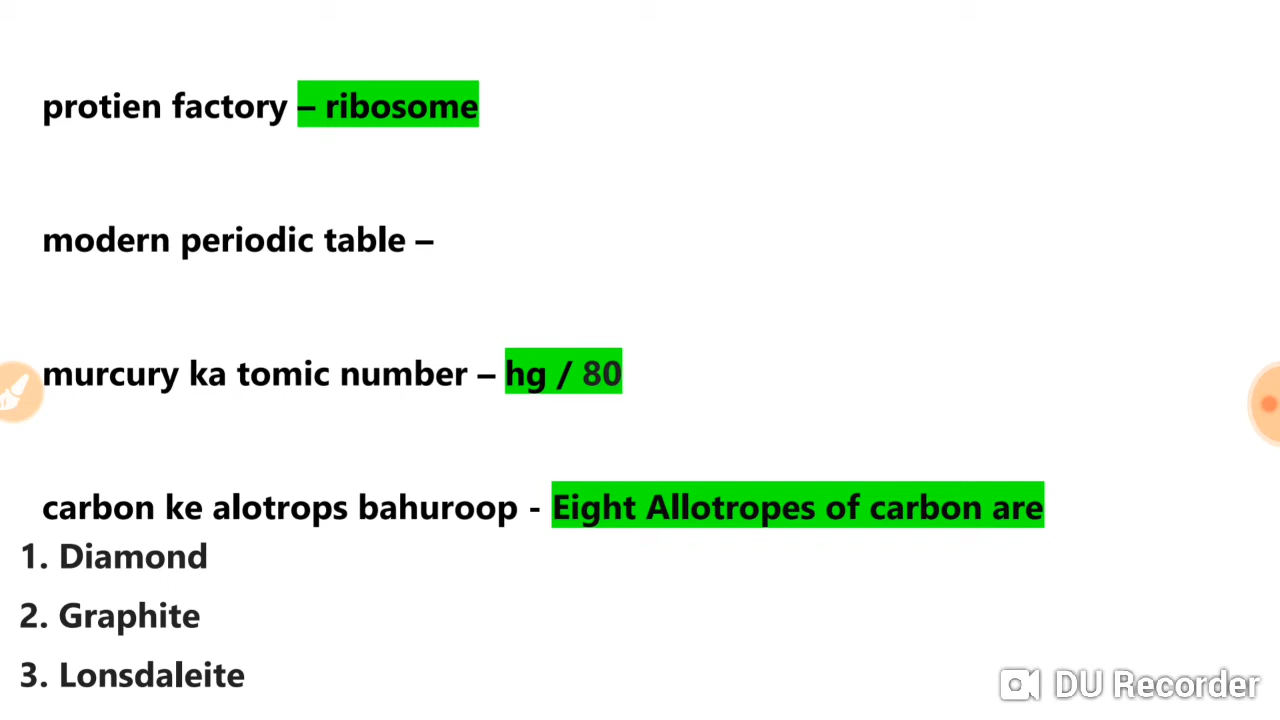 protien factory – ribosome
modern periodic table –
murcury ka tomic number – hg / 80
carbon ke alotrops bahuroop - Eight Allotropes of carbon are
1. Diamond
2. Graphite
3. Lonsdaleite
DU Recorder